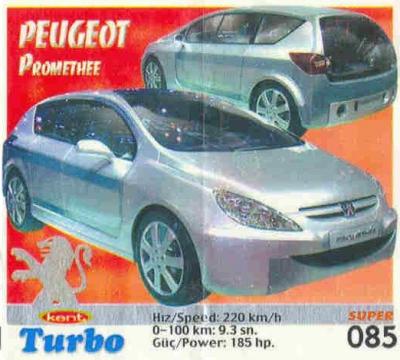 PEUGEOT
PROMETHEE
kent
Turbo
Hız/Speed: 220 km/h
0-100 km: 9.3 sn.
Güç/Power: 185 hp.
SUPER
085